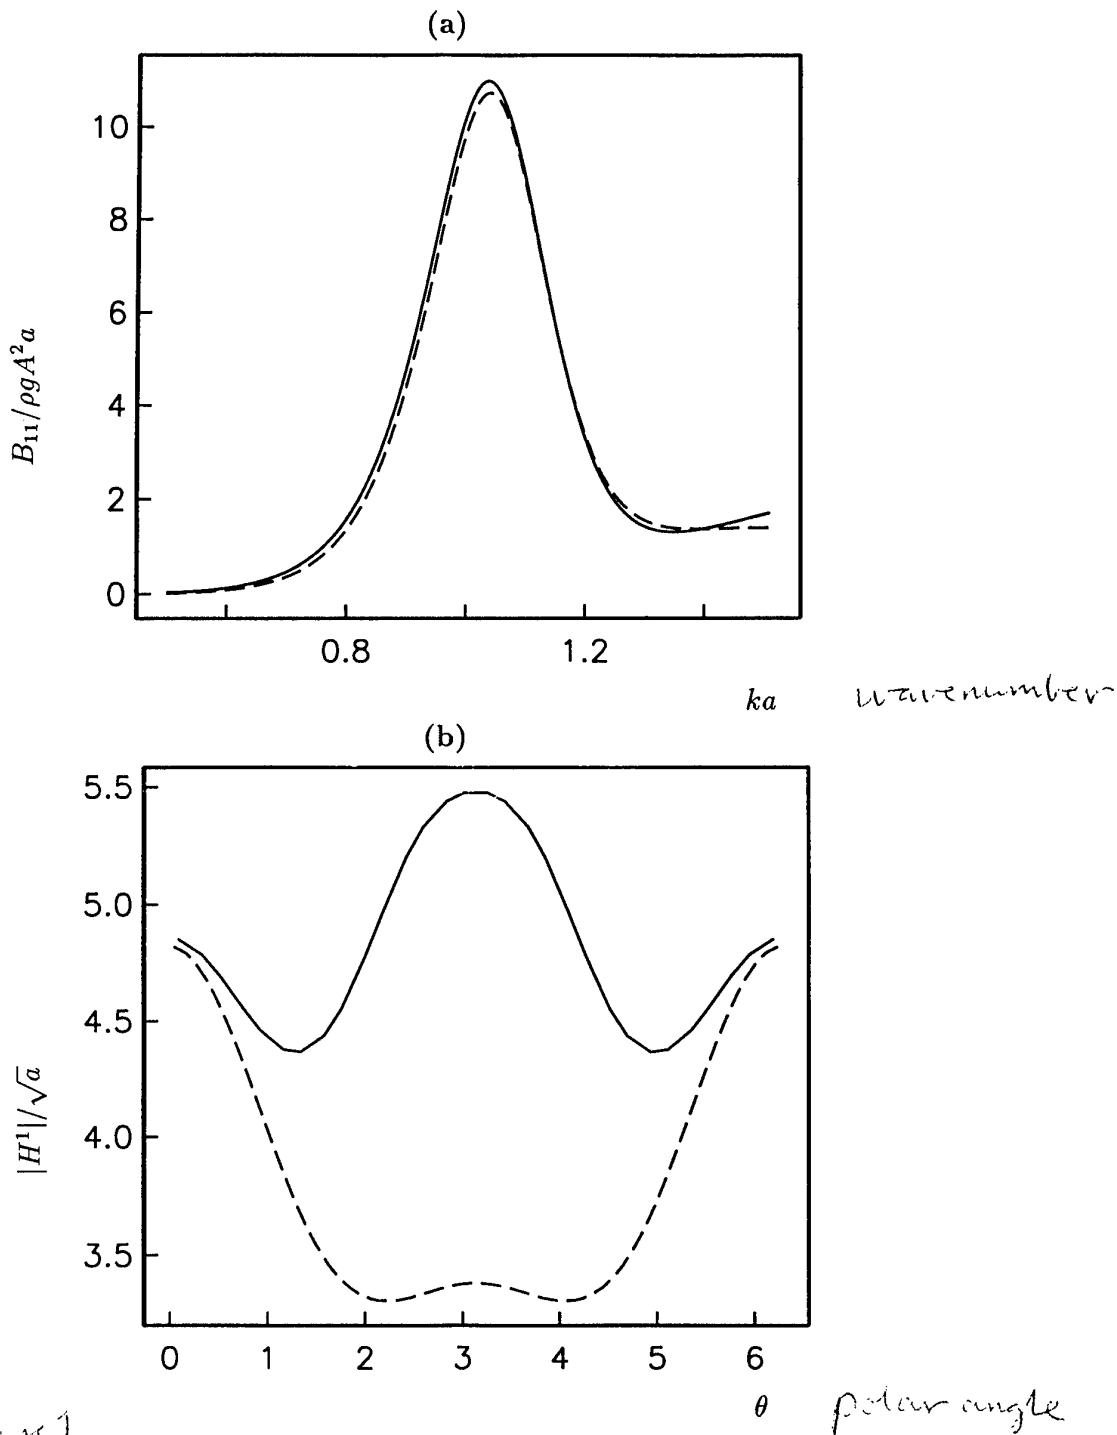 (a)
10
8
6
4
2
0
B₁₁/ρgA²a
0.8 1.2
ka wavenumber
(b)
5.5
5.0
4.5
4.0
3.5
|H¹|/√a
0 1 2 3 4 5 6
θ polar angle